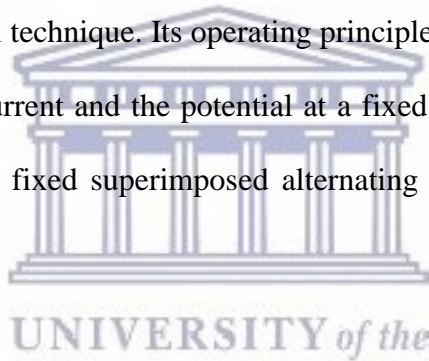 technique. Its operating principle
urrent and the potential at a fixed
fixed superimposed alternating
UNIVERSITY of the